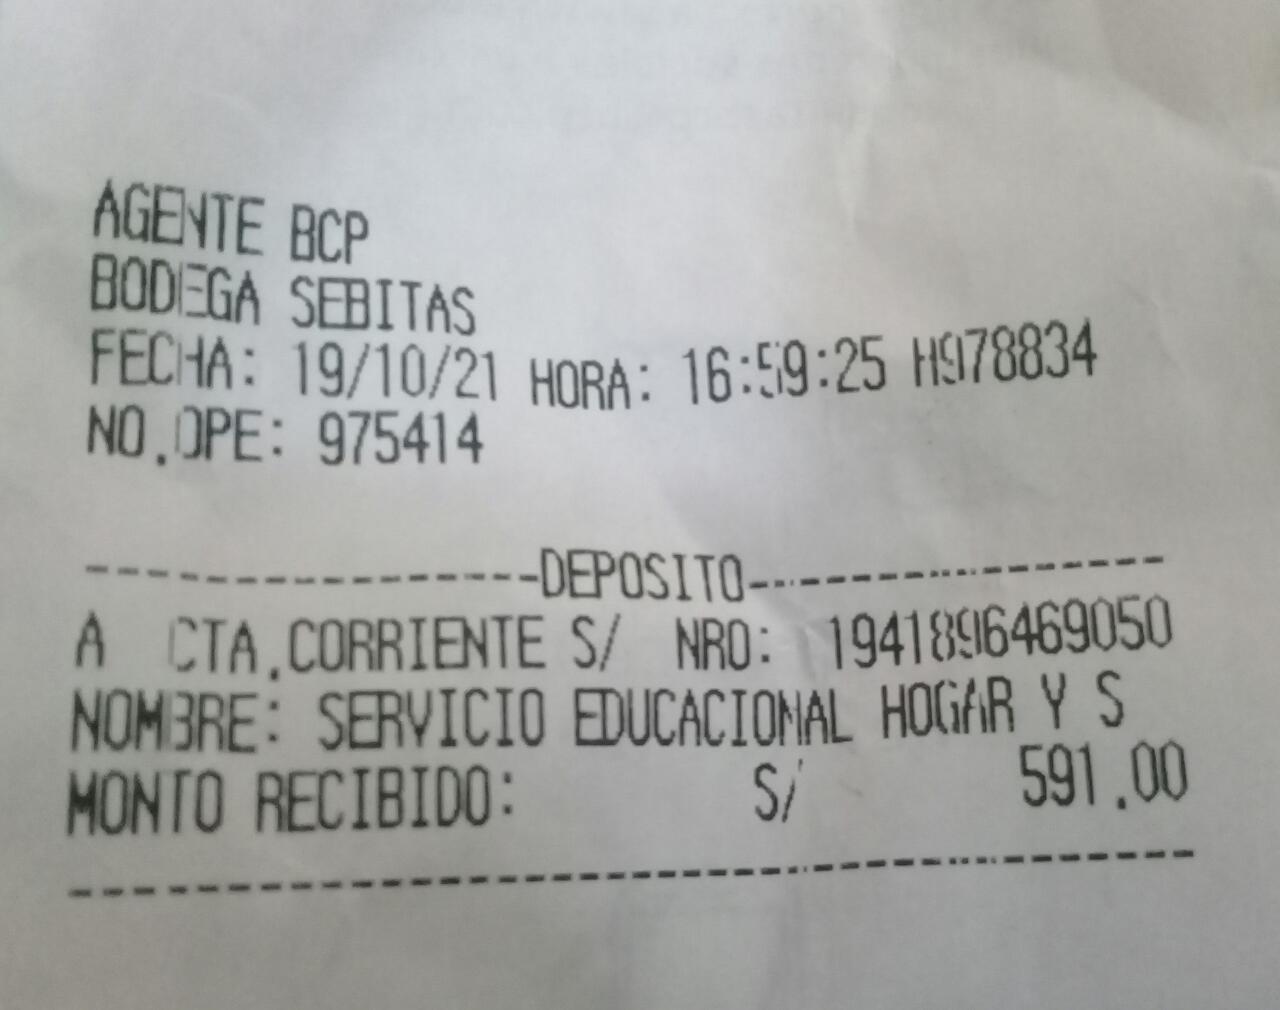 AGENTE BCP
BODEGA SEBITAS
FECHA: 19/10/21 HORA: 16:59:25 H978834
NO.OPE: 975414
------------------DEPOSITO------------------
A CTA.CORRIENTE S/ NRO: 1941896469050
NOMBRE: SERVICIO EDUCACIONAL HOGAR Y S
MONTO RECIBIDO: S/ 591.00